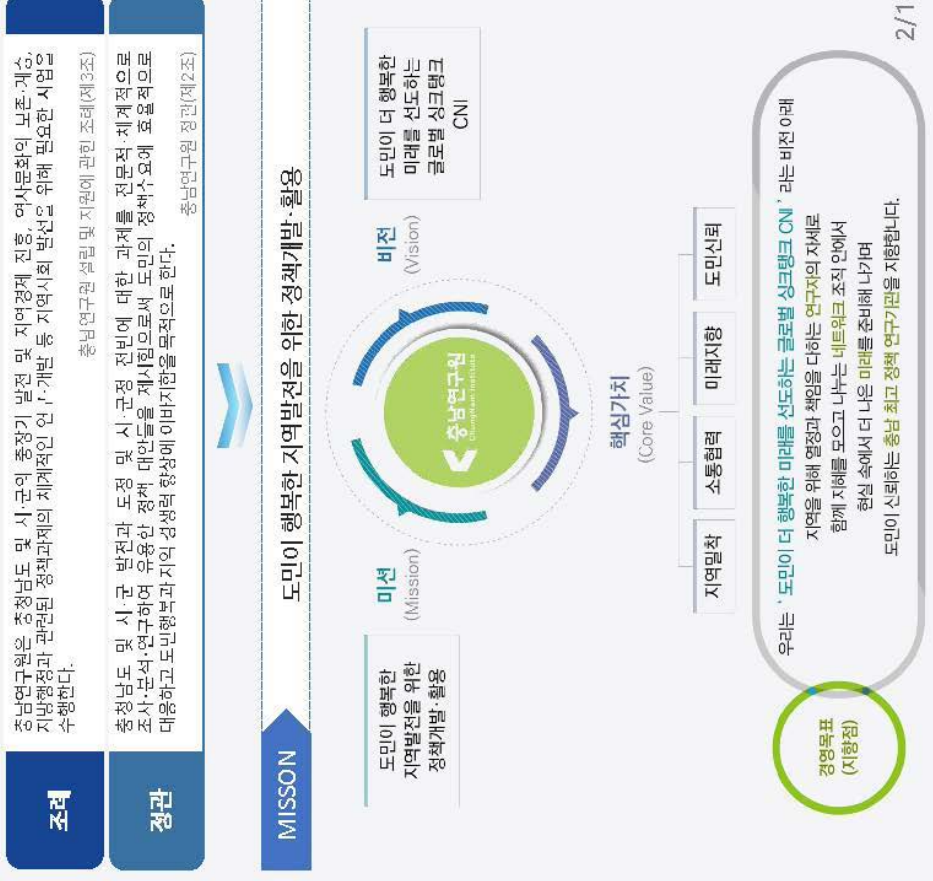 조례
충남연구원은 충청남도 및 시·군의 중장기 발전 및 지역경제 진흥, 역사문화의 보존·계승,
지방행정과 관련된 정책과제의 체계적인 연구·개발 등 지역사회 발전을 위해 필요한 사업을
수행한다.
충남연구원 설립 및 지원에 관한 조례(제3조)
정관
충청남도 및 시·군 발전과 도정 및 시·군정 전반에 대한 과제를 전문적·체계적으로
조사·분석·연구하여 유용한 정책 대안들을 제시함으로써 도민의 정책수요에 효율적으로
대응하고 도민행복과 지역 경쟁력 향상에 이바지함을 목적으로 한다.
충남연구원 정관(제2조)
MISSON
도민이 행복한 지역발전을 위한 정책개발·활용
도민이 행복한
지역발전을 위한
정책개발·활용
미션
(Mission)
충남연구원
ChungNam Institute
비전
(Vision)
도민이 더 행복한
미래를 선도하는
글로벌 싱크탱크
CNI
핵심가치
(Core Value)
지역밀착
소통협력
미래지향
도민신뢰
경영목표
(지향점)
우리는 ‘도민이 더 행복한 미래를 선도하는 글로벌 싱크탱크 CNI’ 라는 비전 아래
지역을 위해 열정과 책임을 다하는 연구자의 자세로
함께 지혜를 모으고 나누는 네트워크 조직 안에서
현실 속에서 더 나은 미래를 준비해 나가며
도민이 신뢰하는 충남 최고 정책 연구기관을 지향합니다.
2/1